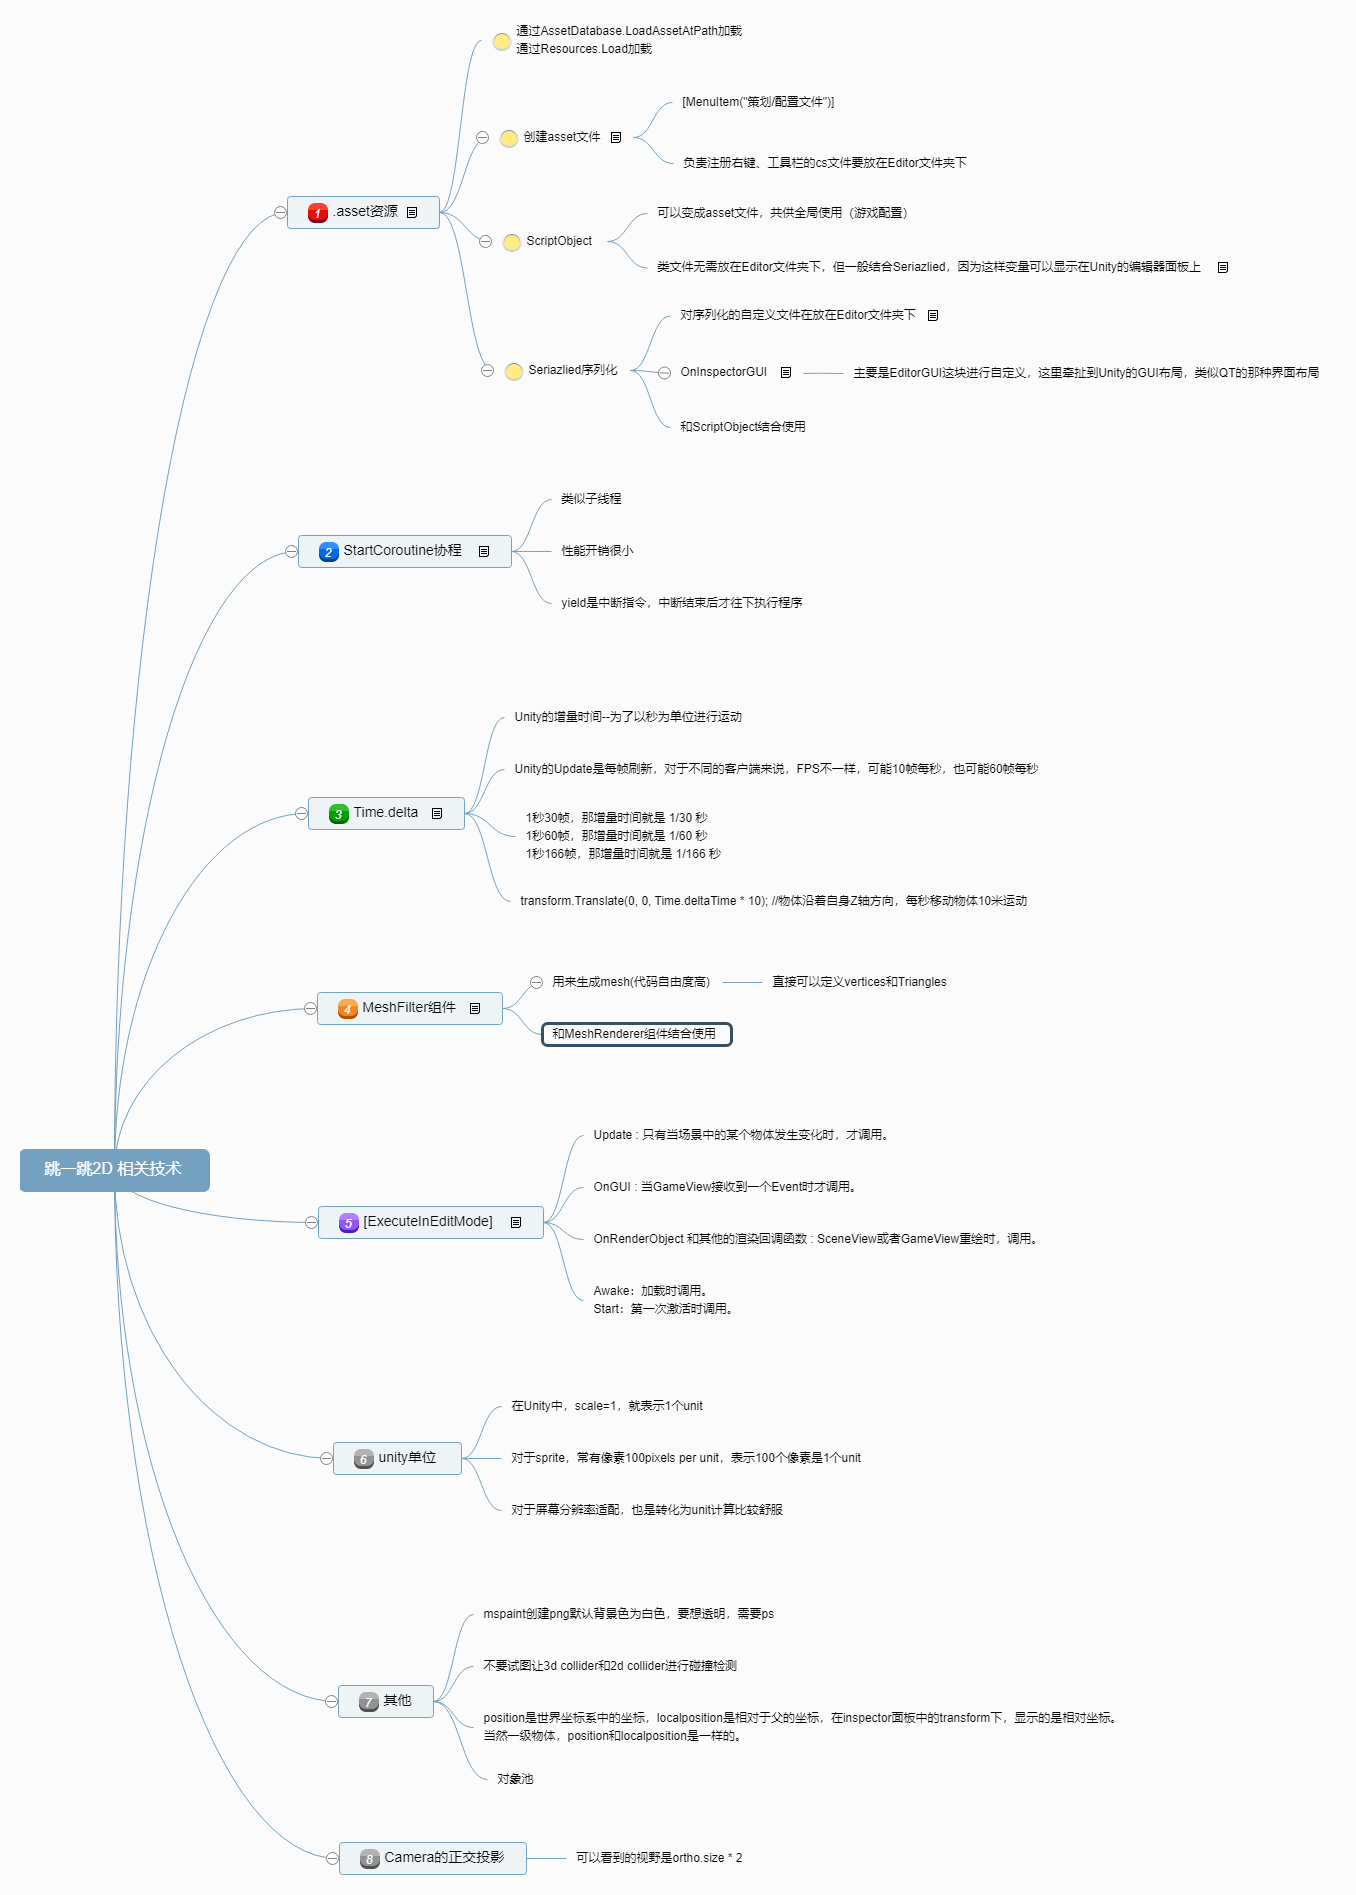 跳一跳2D 相关技术
1 .asset资源
通过AssetDatabase.LoadAssetAtPath加载
通过Resources.Load加载
创建asset文件
[MenuItem("策划/配置文件")]
负责注册右键、工具栏的cs文件要放在Editor文件夹下
ScriptObject
可以变成asset文件，共供全局使用（游戏配置）
类文件无需放在Editor文件夹下，但一般结合Seriazlied，因为这样变量可以显示在Unity的编辑器面板上
Seriazlied序列化
对序列化的自定义文件在放在Editor文件夹下
OnInspectorGUI
主要是EditorGUI这块进行自定义，这里牵扯到Unity的GUI布局，类似QT的那种界面布局
和ScriptObject结合使用
2 StartCoroutine协程
类似子线程
性能开销很小
yield是中断指令，中断结束后才往下执行程序
3 Time.delta
Unity的增量时间--为了以秒为单位进行运动
Unity的Update是每帧刷新，对于不同的客户端来说，FPS不一样，可能10帧每秒，也可能60帧每秒
1秒30帧，那增量时间就是 1/30 秒
1秒60帧，那增量时间就是 1/60 秒
1秒166帧，那增量时间就是 1/166 秒
transform.Translate(0, 0, Time.deltaTime * 10); //物体沿着自身Z轴方向，每秒移动物体10米运动
4 MeshFilter组件
用来生成mesh(代码自由度高)
直接可以定义vertices和Triangles
和MeshRenderer组件结合使用
5 [ExecuteInEditMode]
Update : 只有当场景中的某个物体发生变化时，才调用。
OnGUI : 当GameView接收到一个Event时才调用。
OnRenderObject 和其他的渲染回调函数 : SceneView或者GameView重绘时，调用。
Awake：加载时调用。
Start：第一次激活时调用。
6 unity单位
在Unity中，scale=1，就表示1个unit
对于sprite，常有像素100pixels per unit，表示100个像素是1个unit
对于屏幕分辨率适配，也是转化为unit计算比较舒服
7 其他
mspaint创建png默认背景色为白色，要想透明，需要ps
不要试图让3d collider和2d collider进行碰撞检测
position是世界坐标系中的坐标，localposition是相对于父的坐标，在inspector面板中的transform下，显示的是相对坐标。
当然一级物体，position和localposition是一样的。
对象池
8 Camera的正交投影
可以看到的视野是ortho.size * 2